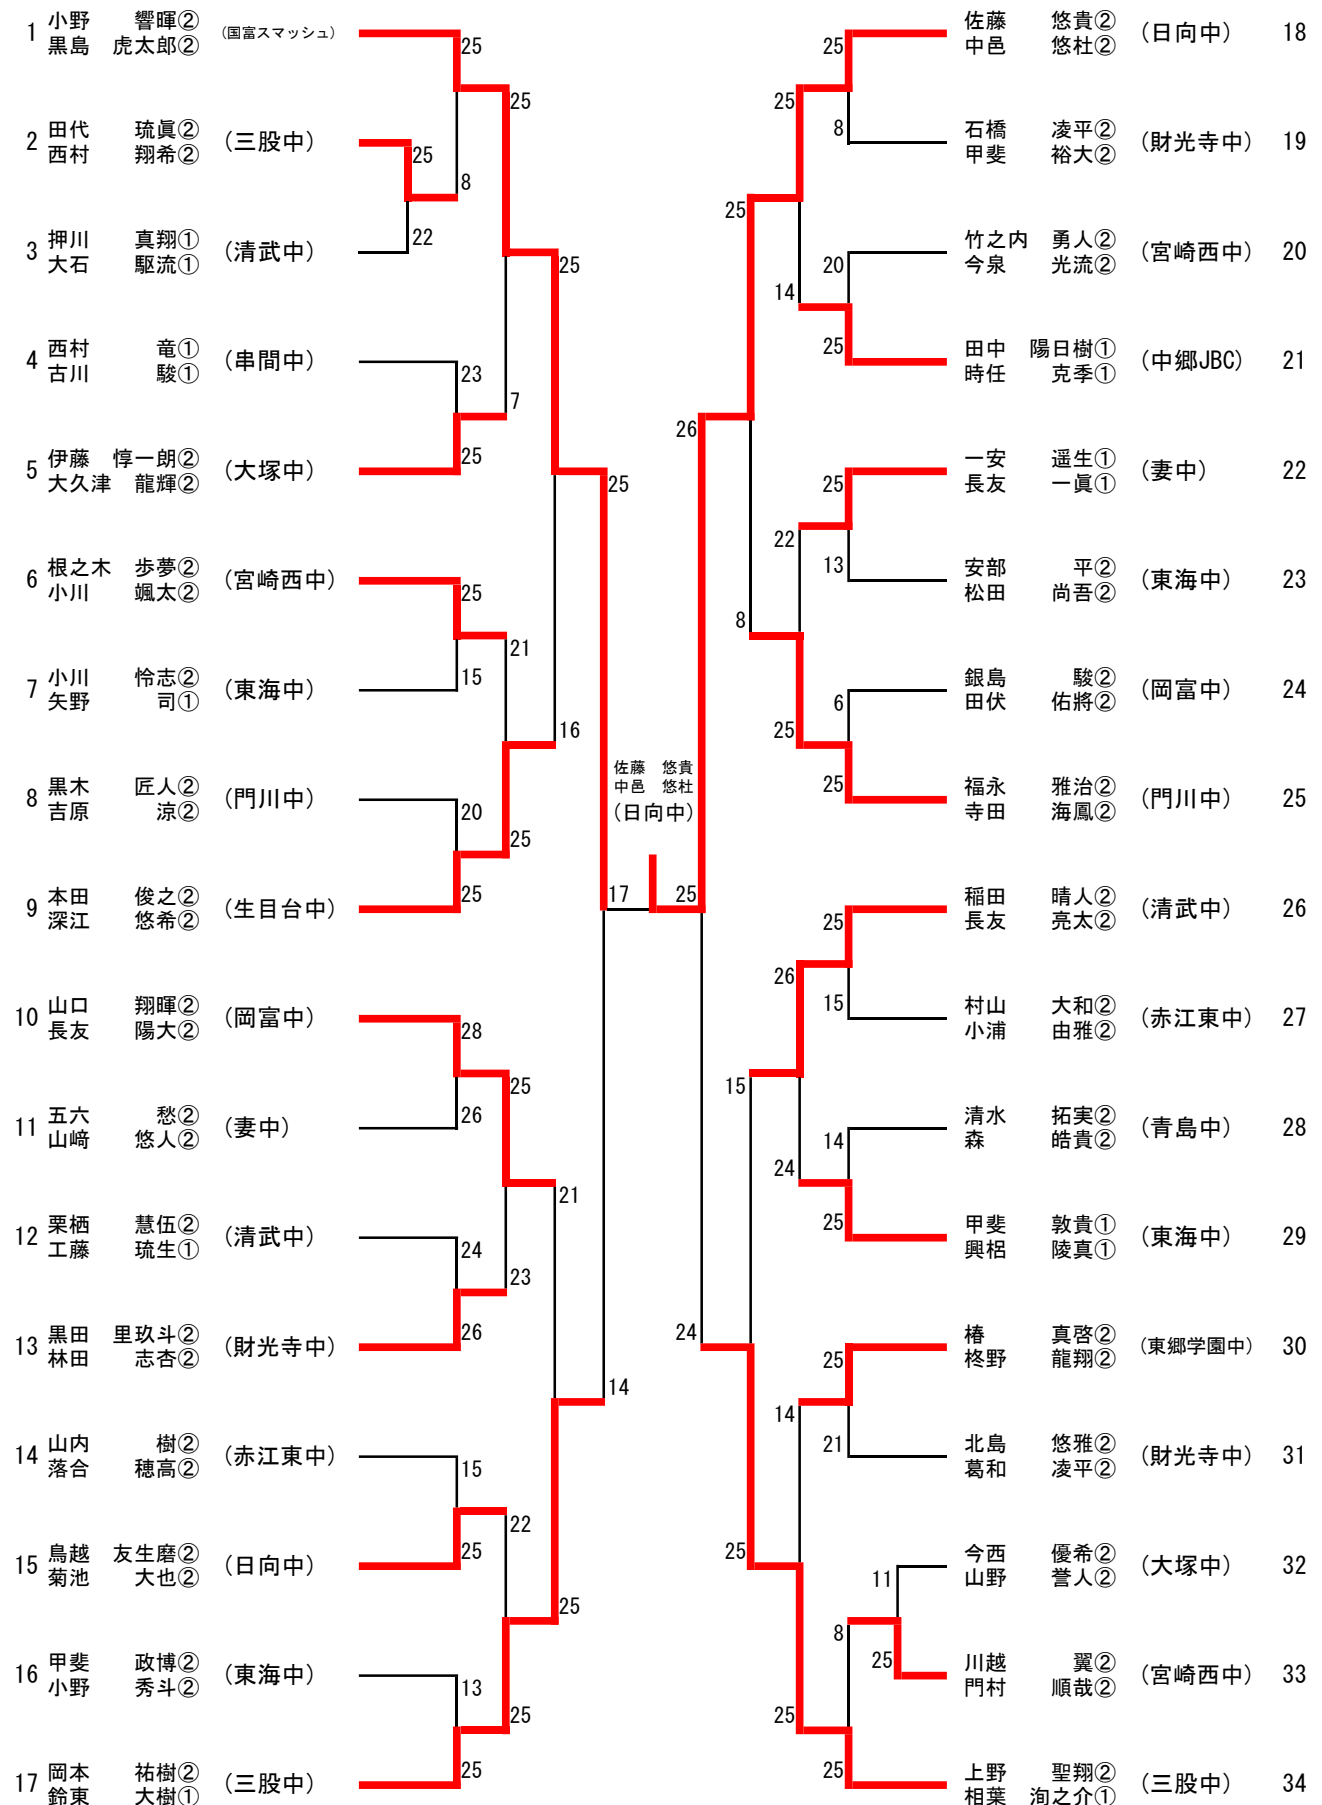 1 小野 響暉② (国富スマッシュ)
黒島 虎太郎②
25
25
2 田代 琉眞② (三股中)
西村 翔希②
25
8
3 押川 真翔① (清武中)
大石 駆流①
22
25
4 西村 竜① (串間中)
古川 駿①
23
7
5 伊藤 惇一朗② (大塚中)
大久津 龍輝②
25
25
6 根之木 歩夢② (宮崎西中)
小川 颯太②
25
21
7 小川 怜志② (東海中)
矢野 司①
15
16
8 黒木 匠人② (門川中)
吉原 涼②
20
25
9 本田 俊之② (生目台中)
深江 悠希②
25
佐藤 悠貴
中邑 悠杜
(日向中)
17 25
10 山口 翔暉② (岡富中)
長友 陽大②
28
25
11 五六 愁② (妻中)
山﨑 悠人②
26
21
12 栗栖 慧伍② (清武中)
工藤 琉生①
24
23
13 黒田 里玖斗② (財光寺中)
林田 志杏②
26
14
14 山内 樹② (赤江東中)
落合 穂高②
15
22
15 鳥越 友生磨② (日向中)
菊池 大也②
25
25
16 甲斐 政博② (東海中)
小野 秀斗②
13
25
17 岡本 祐樹② (三股中)
鈴東 大樹①
25
佐藤 悠貴② (日向中) 18
中邑 悠杜②
25
25
石橋 凌平② (財光寺中) 19
甲斐 裕大②
8
25
竹之内 勇人② (宮崎西中) 20
今泉 光流②
20
14
田中 陽日樹① (中郷JBC) 21
時任 克季①
25
26
一安 遥生① (妻中) 22
長友 一眞①
25
22
安部 平② (東海中) 23
松田 尚吾②
13
8
銀島 駿② (岡富中) 24
田伏 佑將②
6
25
福永 雅治② (門川中) 25
寺田 海鳳②
25
稲田 晴人② (清武中) 26
長友 亮太②
25
26
村山 大和② (赤江東中) 27
小浦 由雅②
15
15
清水 拓実② (青島中) 28
森 皓貴②
14
24
甲斐 敦貴① (東海中) 29
興梠 陵真①
25
24
椿 真啓② (東郷学園中) 30
柊野 龍翔②
25
14
北島 悠雅② (財光寺中) 31
葛和 凌平②
21
25
今西 優希② (大塚中) 32
山野 誉人②
11
8
川越 翼② (宮崎西中) 33
門村 順哉②
25
25
上野 聖翔② (三股中) 34
相葉 洵之介①
25